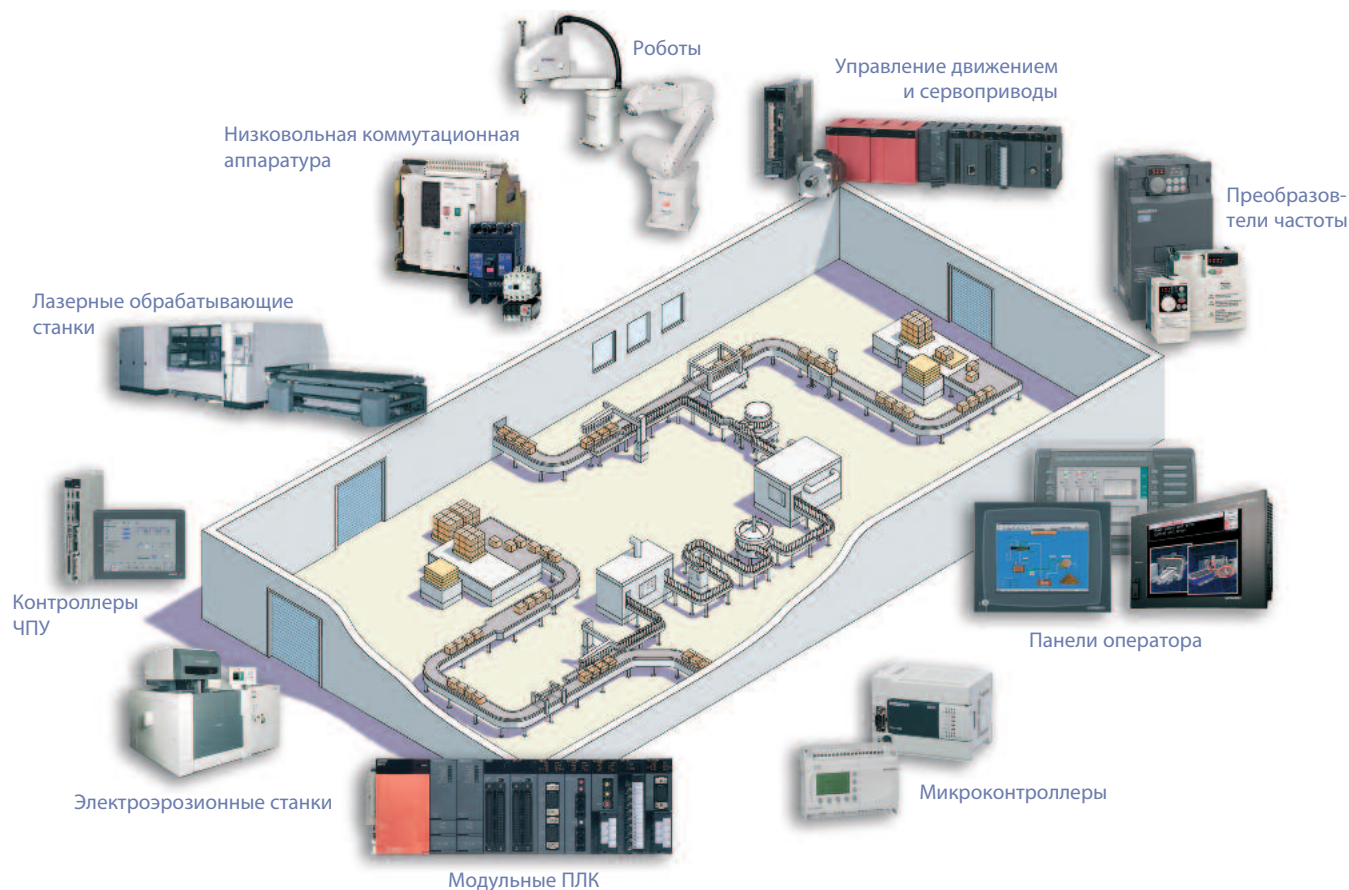 Роботы
Управление движением
и сервоприводы
Низковольная коммутационная
аппаратура
Преобразов-
тели частоты
Лазерные обрабатывающие
станки
Контроллеры
ЧПУ
Панели оператора
Электроэрозионные станки
Микроконтроллеры
Модульные ПЛК